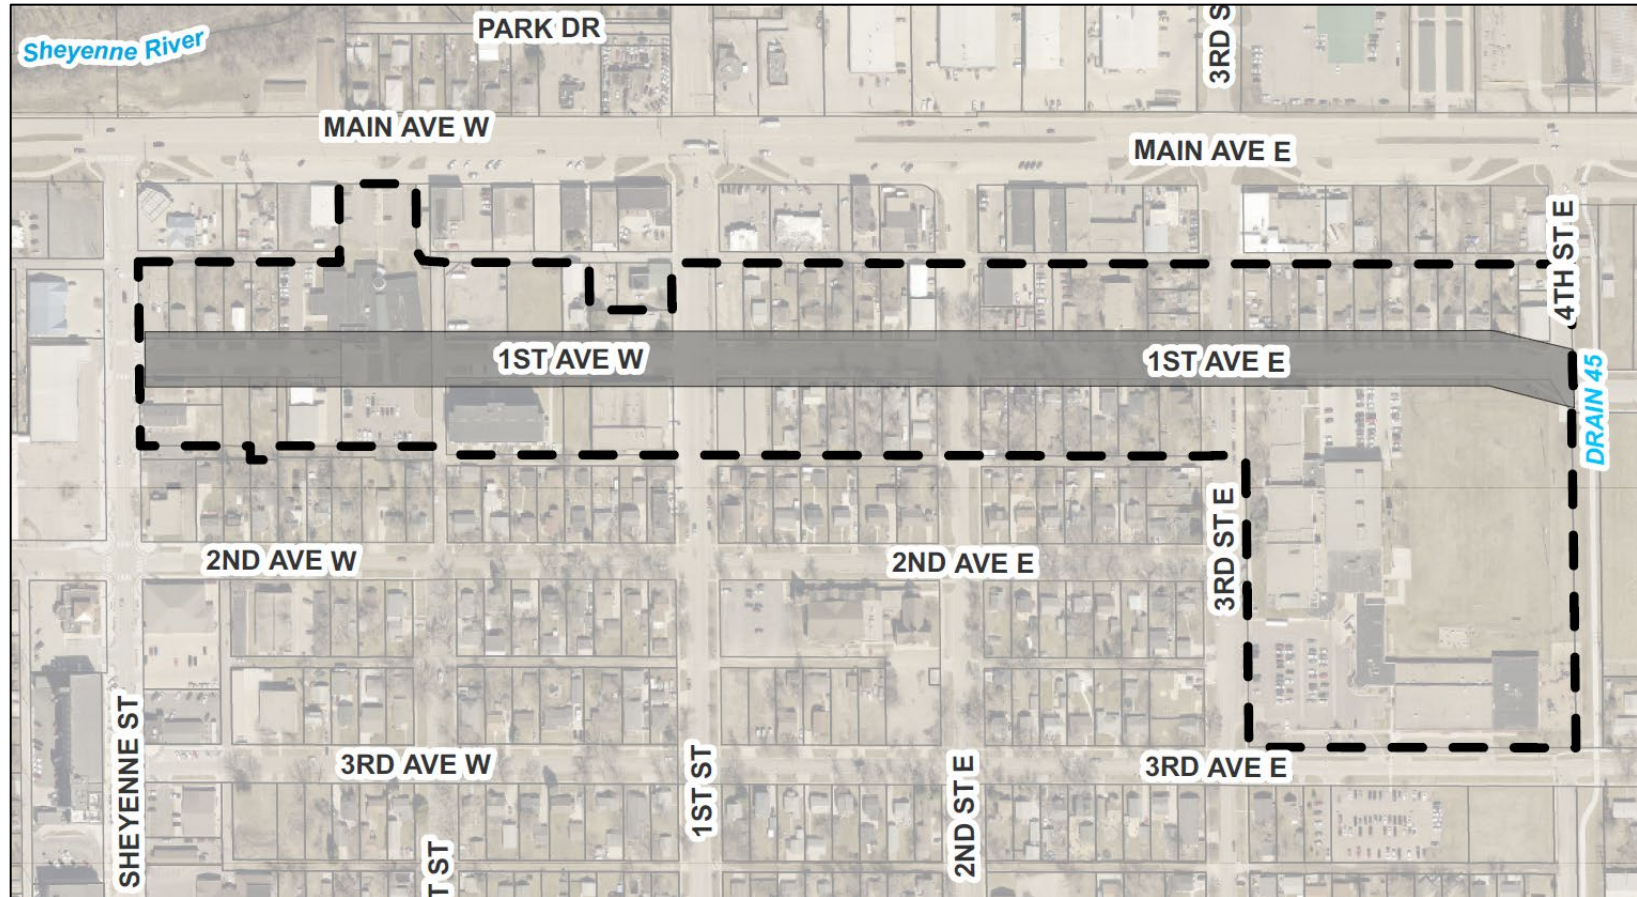 PARK DR
3RD S
Sheyenne River
MAIN AVE W
MAIN AVE E
4TH ST E
1ST AVE W
1ST AVE E
DRAIN 45
2ND AVE W
2ND AVE E
3RD ST E
SHEYENNE ST
3RD AVE W
1ST ST
2ND ST E
3RD AVE E
T ST